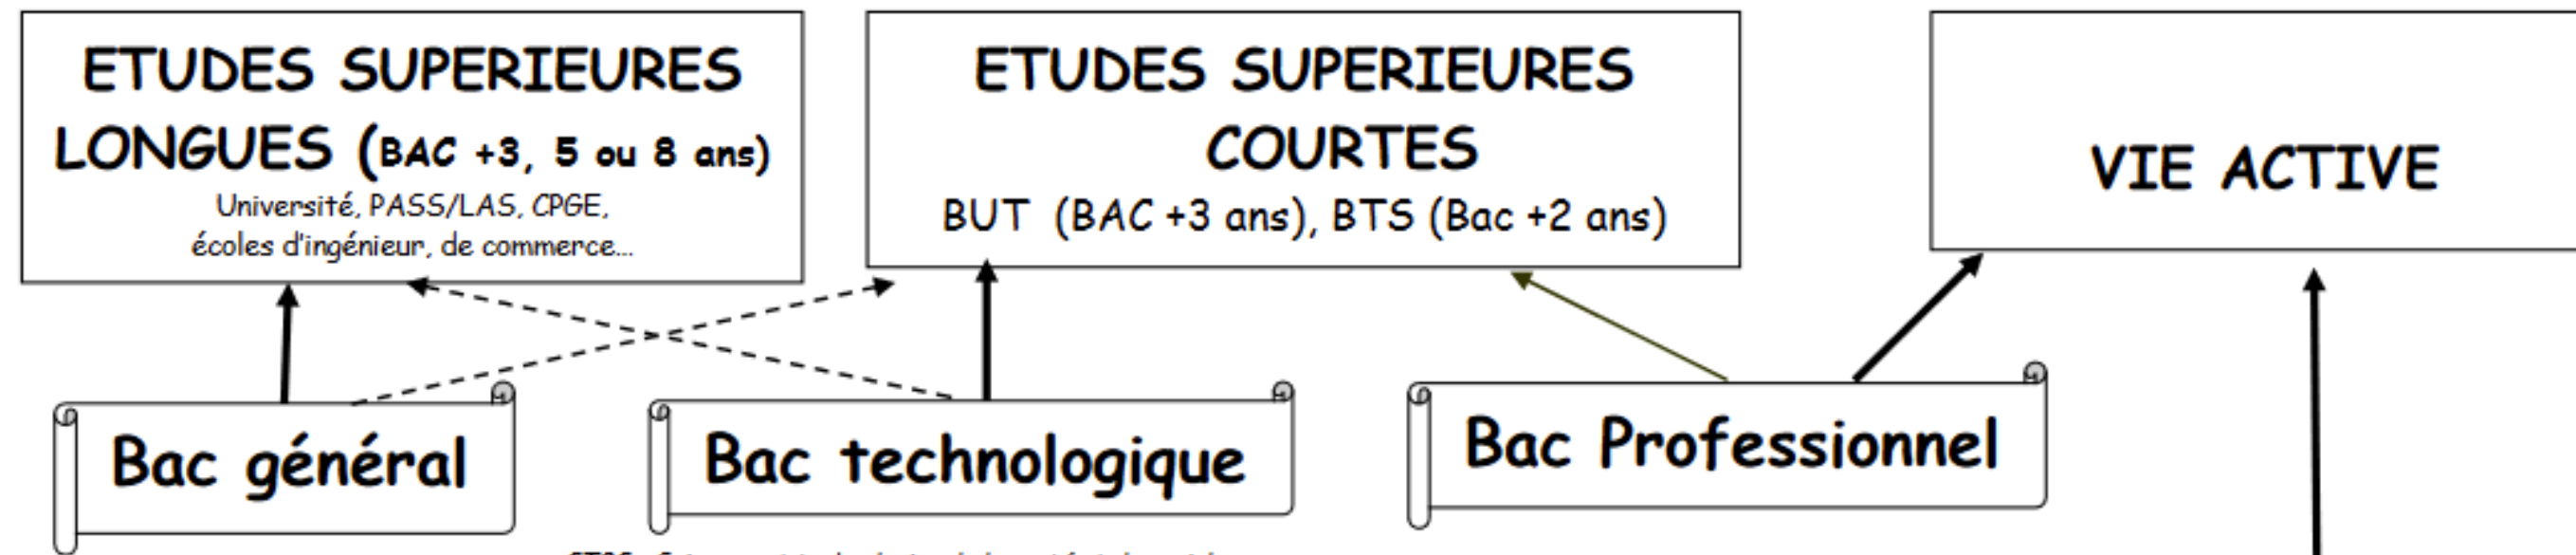 ETUDES SUPERIEURES
LONGUES (BAC +3, 5 ou 8 ans)
Université, PASS/LAS, CPGE,
écoles d'ingénieur, de commerce...
ETUDES SUPERIEURES
COURTES
BUT (BAC +3 ans), BTS (Bac +2 ans)
VIE ACTIVE
Bac général
Bac technologique
Bac Professionnel